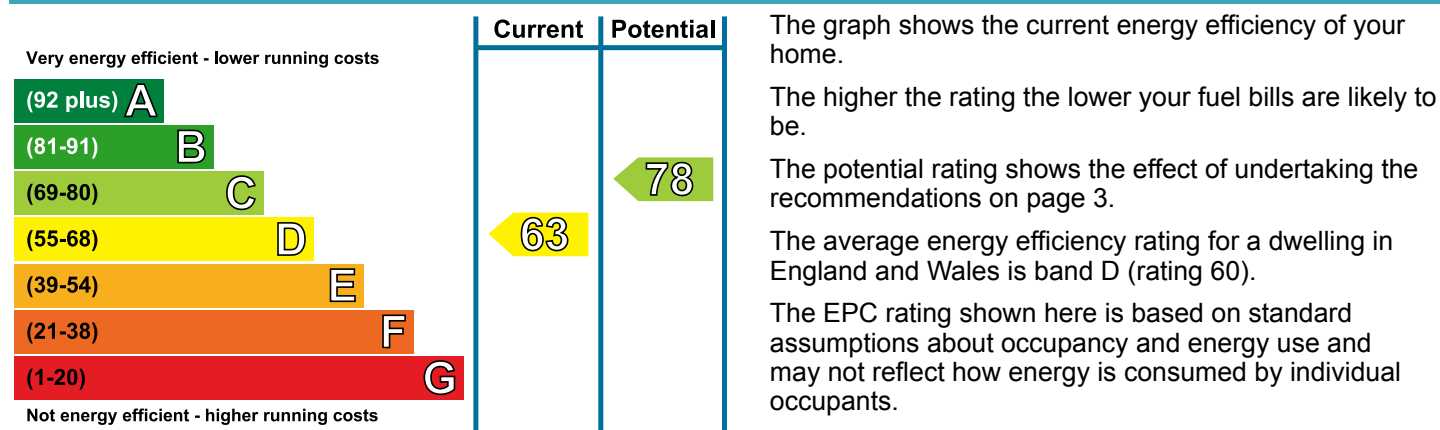 Current Potential
Very energy efficient - lower running costs
(92 plus) A
(81-91) B
(69-80) C
(55-68) D
(39-54) E
(21-38) F
(1-20) G
Not energy efficient - higher running costs
63
78
The graph shows the current energy efficiency of your
home.
The higher the rating the lower your fuel bills are likely to
be.
The potential rating shows the effect of undertaking the
recommendations on page 3.
The average energy efficiency rating for a dwelling in
England and Wales is band D (rating 60).
The EPC rating shown here is based on standard
assumptions about occupancy and energy use and
may not reflect how energy is consumed by individual
occupants.